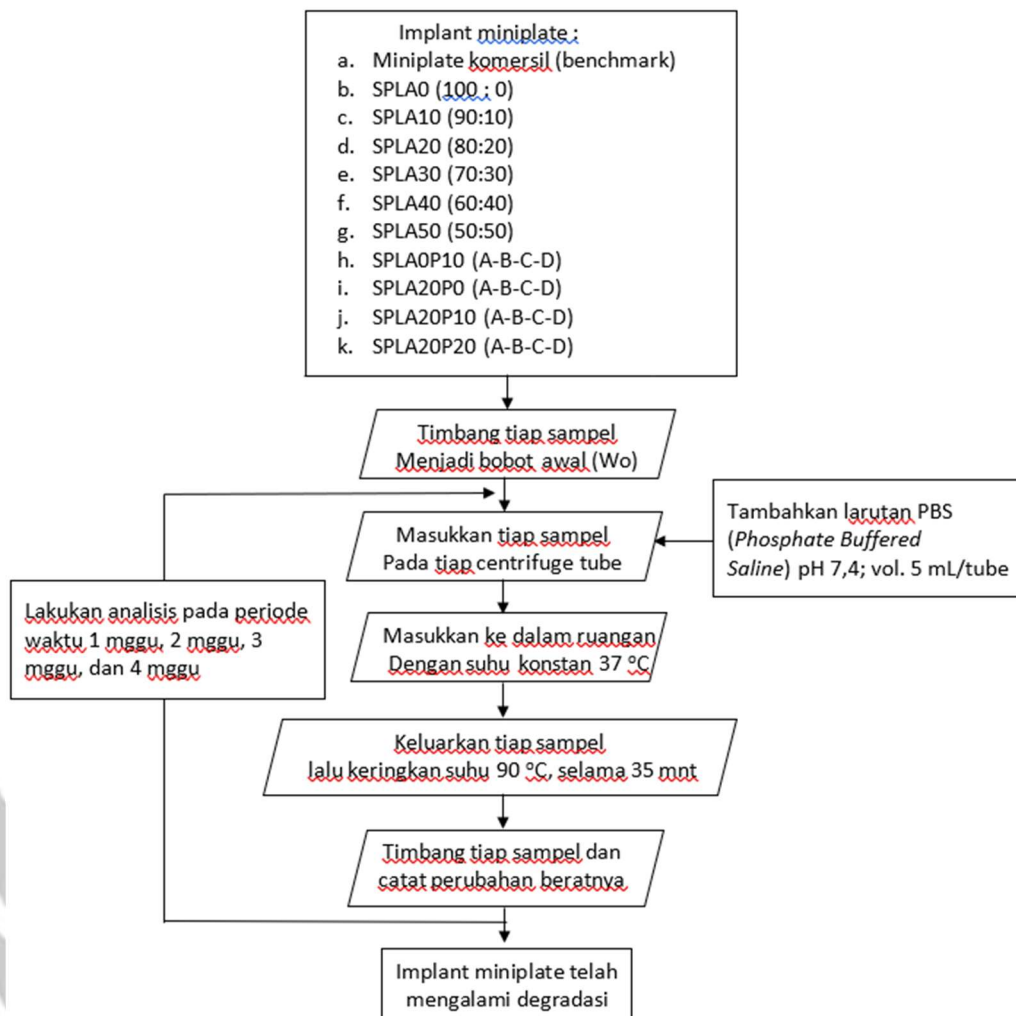 Implant miniplate :
a. Miniplate komersil (benchmark)
b. SPLA0 (100 : 0)
c. SPLA10 (90:10)
d. SPLA20 (80:20)
e. SPLA30 (70:30)
f. SPLA40 (60:40)
g. SPLA50 (50:50)
h. SPLA0P10 (A-B-C-D)
i. SPLA20P0 (A-B-C-D)
j. SPLA20P10 (A-B-C-D)
k. SPLA20P20 (A-B-C-D)
Timbang tiap sampel
Menjadi bobot awal (Wo)
Masukkan tiap sampel
Pada tiap centrifuge tube
Tambahkan larutan PBS
(Phosphate Buffered
Saline) pH 7,4; vol. 5 mL/tube
Masukkan ke dalam ruangan
Dengan suhu konstan 37 °C
Keluarkan tiap sampel
lalu keringkan suhu 90 °C, selama 35 mnt
Timbang tiap sampel dan
catat perubahan beratnya
Lakukan analisis pada periode
waktu 1 mggu, 2 mggu, 3
mggu, dan 4 mggu
Implant miniplate telah
mengalami degradasi